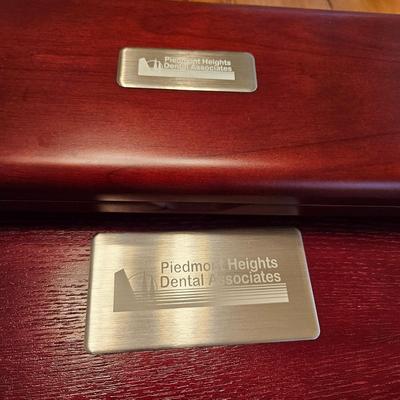 Piedmont Heights
Dental Associates
Piedmont Heights
Dental Associates